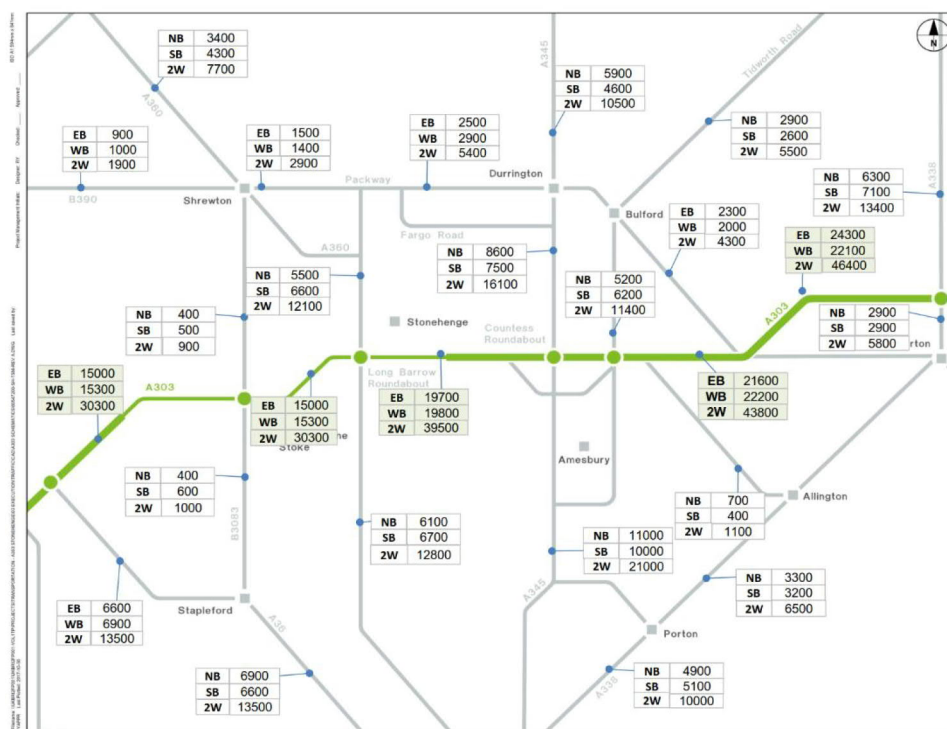 NB 3400
SB 4300
2W 7700
A360
A345
NB 5900
SB 4600
2W 10500
Tidworth Road
N
EB 900
WB 1000
2W 1900
EB 1500
WB 1400
2W 2900
EB 2500
WB 2900
5400
2W
NB 2900
SB 2600
2W 5500
A338
B390
Shrewton
Packway
Durrington
Bulford
NB 6300
SB 7100
2W 13400
Fargo Road
A360
EB 2300
WB 2000
2W 4300
EB 24300
WB 22100
2W 46400
NB 5500
SB 6600
2W 12100
NB 8600
SB 7500
2W 16100
NB 5200
SB 6200
2W 11400
NB 400
SB 500
2W 900
Stonehenge
Countess
Roundabout
A303
NB 2900
SB 2900
2W 5800
rton
EB 15000
WB 15300
2W 30300
A303
Long Barrow
Roundabout
EB 15000
WB 15300
2W 30300
ne
Stoke
EB 19700
WB 19800
2W 39500
EB 21600
WB 22200
2W 43800
Amesbury
NB 400
SB 600
2W 1000
B3083
NB 6100
SB 6700
2W 12800
NB 11000
SB 10000
2W 21000
NB 700
SB 400
2W 1100
Allington
EB 6600
WB 6900
2W 13500
Stapleford
A36
A345
NB 3300
SB 3200
2W 6500
Porton
NB 6900
SB 6600
2W 13500
A338
NB 4900
SB 5100
2W 10000